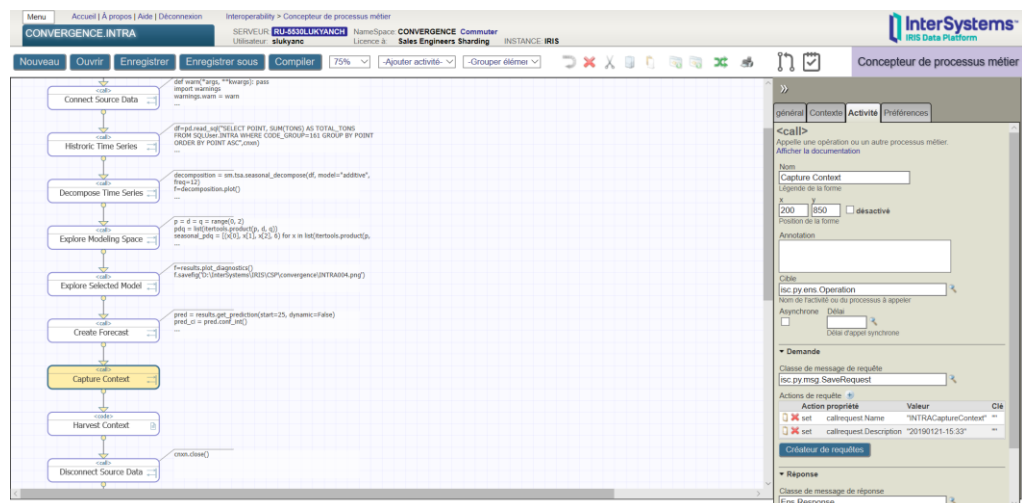 Menu Accueil | À propos | Aide | Déconnexion Interoperability > Concepteur de processus métier
CONVERGENCE.INTRA
SERVEUR: RU-5530LUKYANCH NameSpace: CONVERGENCE Commuter
Utilisateur: slukyanc Licence à: Sales Engineers Sharding INSTANCE: IRIS
InterSystems
IRIS Data Platform
Nouveau Ouvrir Enregistrer Enregistrer sous Compiler 75% -Ajouter activité- -Grouper élémer
Concepteur de processus métier
def warn(*args, **kwargs): pass
import warnings
warnings.warn = warn
...
Connect Source Data
<call>
Histroric Time Series
df=pd.read_sql("SELECT POINT, SUM(TONS) AS TOTAL_TONS
FROM SQLUser.INTRA WHERE CODE_GROUP=161 GROUP BY POINT
ORDER BY POINT ASC",cnxn)
...
<call>
Decompose Time Series
decomposition = sm.tsa.seasonal_decompose(df, model="additive",
freq=12)
f=decomposition.plot()
...
<call>
Explore Modeling Space
p = d = q = range(0, 2)
pdq = list(itertools.product(p, d, q))
seasonal_pdq = [(x[0], x[1], x[2], 6) for x in list(itertools.product(p,
...
<call>
Explore Selected Model
f=results.plot_diagnostics()
f.savefig("D:\InterSystems\IRIS\CSP\convergence\INTRA004.png")
<call>
Create Forecast
pred = results.get_prediction(start=25, dynamic=False)
pred_ci = pred.conf_int()
...
<call>
Capture Context
<code>
Harvest Context
<call>
Disconnect Source Data
cnxn.close()
général Contexte Activité Préférences
<call>
Appelle une opération ou un autre processus métier.
Afficher la documentation
Nom
Capture Context
Légende de la forme
x y
200 850 désactivé
Position de la forme
Annotation
Cible
isc.py.ens.Operation
Nom de l'activité ou du processus à appeler
Asynchrone Délai
Délai d'appel synchrone
Demande
Classe de message de requête
isc.py.msg.SaveRequest
Actions de requête
Action propriété Valeur Clé
set callrequest.Name "INTRACaptureContext" ""
set callrequest.Description "20190121-15:33" ""
Créateur de requêtes
Réponse
Classe de message de réponse
Ens.Response